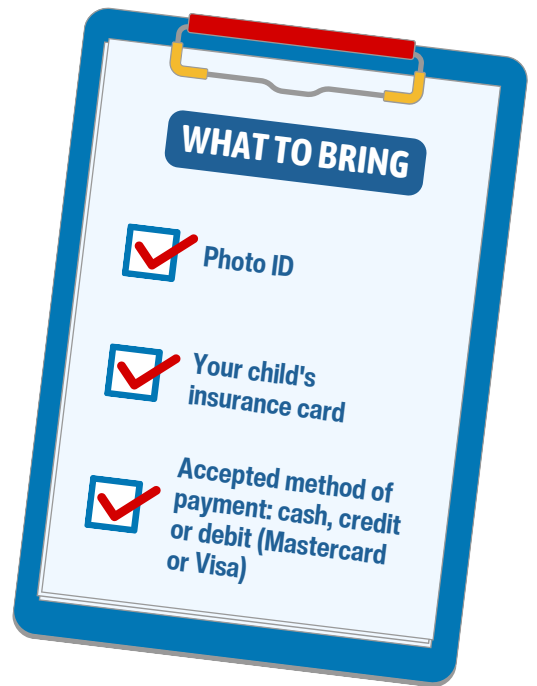 WHAT TO BRING
Photo ID
Your child's
insurance card
Accepted method of
payment: cash, credit
or debit (Mastercard
or Visa)